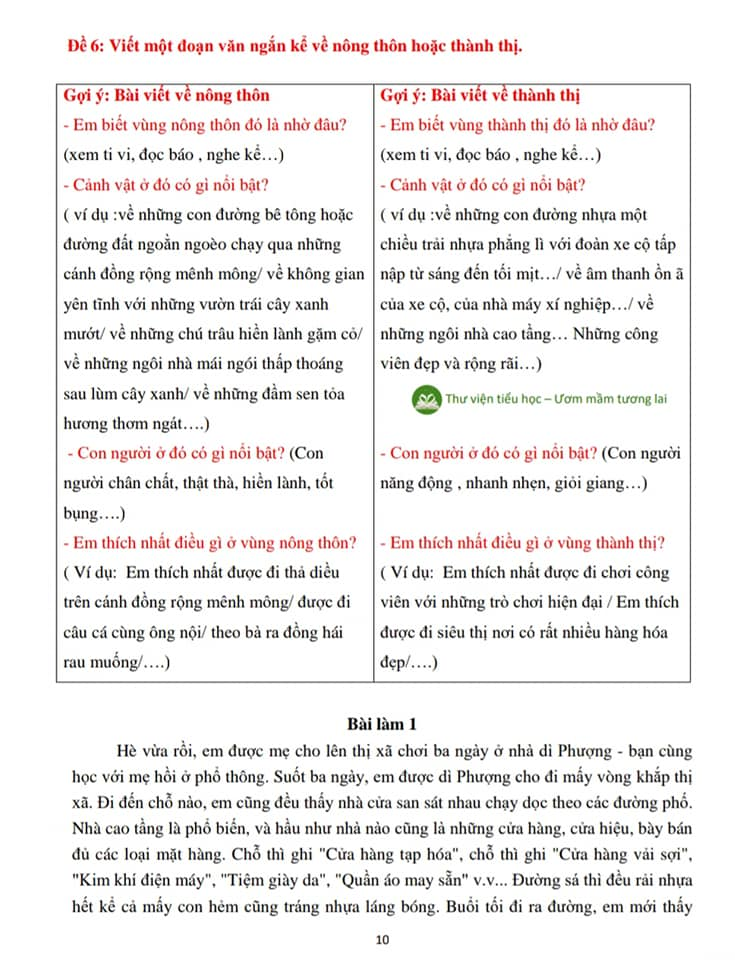 Đề 6: Viết một đoạn văn ngắn kể về nông thôn hoặc thành thị.
Gợi ý: Bài viết về nông thôn
- Em biết vùng nông thôn đó là nhờ đâu?
(xem ti vi, đọc báo , nghe kể…)
- Cảnh vật ở đó có gì nổi bật?
( ví dụ :về những con đường bê tông hoặc
đường đất ngoằn ngoèo chạy qua những
cánh đồng rộng mênh mông/ về không gian
yên tĩnh với những vườn trái cây xanh
mướt/ về những chú trâu hiền lành gặm cỏ/
về những ngôi nhà mái ngói thấp thoáng
sau lùm cây xanh/ về những đầm sen tỏa
hương thơm ngát….)
- Con người ở đó có gì nổi bật? (Con
người chân chất, thật thà, hiền lành, tốt
bụng….)
- Em thích nhất điều gì ở vùng nông thôn?
( Ví dụ: Em thích nhất được đi thả diều
trên cánh đồng rộng mênh mông/ được đi
câu cá cùng ông nội/ theo bà ra đồng hái
rau muống/….)
Gợi ý: Bài viết về thành thị
- Em biết vùng thành thị đó là nhờ đâu?
(xem ti vi, đọc báo , nghe kể…)
- Cảnh vật ở đó có gì nổi bật?
( ví dụ :về những con đường nhựa một
chiều trải nhựa phẳng lì với đoàn xe cộ tấp
nập từ sáng đến tối mịt…/ về âm thanh ồn ã
của xe cộ, của nhà máy xí nghiệp…/ về
những ngôi nhà cao tầng… Những công
viên đẹp và rộng rãi…)
Thư viện tiểu học – Ươm mầm tương lai
- Con người ở đó có gì nổi bật? (Con người
năng động , nhanh nhẹn, giỏi giang…)
- Em thích nhất điều gì ở vùng thành thị?
( Ví dụ: Em thích nhất được đi chơi công
viên với những trò chơi hiện đại / Em thích
được đi siêu thị nơi có rất nhiều hàng hóa
đẹp/….)
Bài làm 1
Hè vừa rồi, em được mẹ cho lên thị xã chơi ba ngày ở nhà dì Phượng - bạn cùng
học với mẹ hồi ở phổ thông. Suốt ba ngày, em được dì Phượng cho đi mấy vòng khắp thị
xã. Đi đến chỗ nào, em cũng đều thấy nhà cửa san sát nhau chạy dọc theo các đường phố.
Nhà cao tầng là phổ biến, và hầu như nhà nào cũng là những cửa hàng, cửa hiệu, bày bán
đủ các loại mặt hàng. Chỗ thì ghi "Cửa hàng tạp hóa", chỗ thì ghi "Cửa hàng vải sợi",
"Kim khí điện máy", "Tiệm giày da", "Quần áo may sẵn" v.v... Đường sá thì đều rải nhựa
hết kể cả mấy con hẻm cũng tráng nhựa láng bóng. Buổi tối đi ra đường, em mới thấy
10